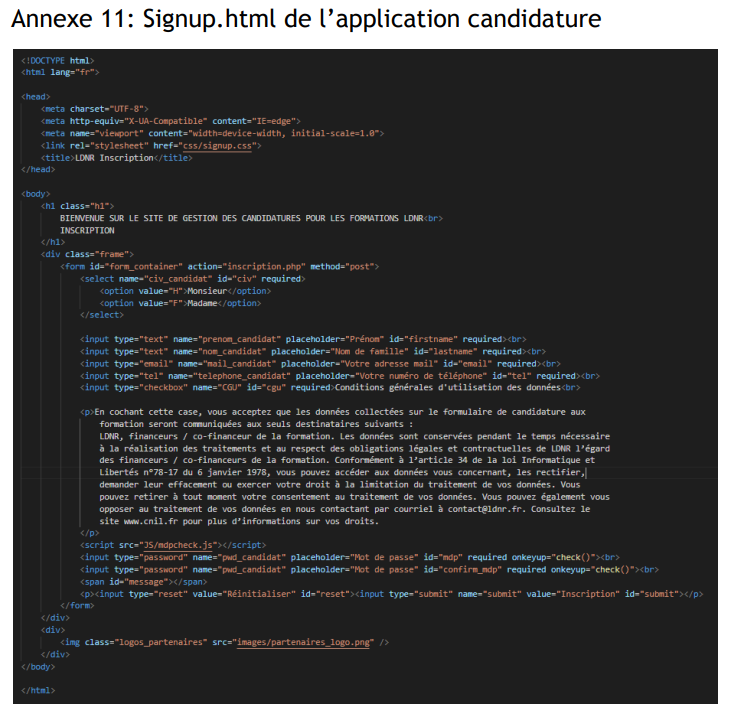 Annexe 11: Signup.html de l’application candidature
<!DOCTYPE html>
<html lang="fr">
<head>
<meta charset="UTF-8">
<meta http-equiv="X-UA-Compatible" content="IE=edge">
<meta name="viewport" content="width=device-width, initial-scale=1.0">
<link rel="stylesheet" href="css/signup.css">
<title>LDNR Inscription</title>
</head>
<body>
<h1 class="h1">
BIENVENUE SUR LE SITE DE GESTION DES CANDIDATURES POUR LES FORMATIONS LDNR<br>
INSCRIPTION
</h1>
<div class="frame">
<form id="form_container" action="inscription.php" method="post">
<select name="civ_candidat" id="civ" required>
<option value="H">Monsieur</option>
<option value="F">Madame</option>
</select>
<input type="text" name="prenom_candidat" placeholder="Prénom" id="firstname" required><br>
<input type="text" name="nom_candidat" placeholder="Nom de famille" id="lastname" required><br>
<input type="email" name="mail_candidat" placeholder="Votre adresse mail" id="email" required><br>
<input type="tel" name="telephone_candidat" placeholder="Votre numéro de téléphone" id="tel" required><br>
<input type="checkbox" name="CGU" id="cgu" required>Conditions générales d'utilisation des données<br>
<p>En cochant cette case, vous acceptez que les données collectées sur le formulaire de candidature aux
formation seront communiquées aux seuls destinataires suivants :
LDNR, financeurs / co-financeur de la formation. Les données sont conservées pendant le temps nécessaire
à la réalisation des traitements et au respect des obligations légales et contractuelles de LDNR l’égard
des financeurs / co-financeurs de la formation. Conformément à l’article 34 de la loi Informatique et
Libertés n°78-17 du 6 janvier 1978, vous pouvez accéder aux données vous concernant, les rectifier,
demander leur effacement ou exercer votre droit à la limitation du traitement de vos données. Vous
pouvez retirer à tout moment votre consentement au traitement de vos données. Vous pouvez également vous
opposer au traitement de vos données en nous contactant par courriel à contact@ldnr.fr. Consultez le
site www.cnil.fr pour plus d’informations sur vos droits.
</p>
<script src="JS/mdpcheck.js"></script>
<input type="password" name="pwd_candidat" placeholder="Mot de passe" id="mdp" required onkeyup="check()"><br>
<input type="password" name="pwd_candidat" placeholder="Mot de passe" id="confirm_mdp" required onkeyup="check()"><br>
<span id="message"></span>
<p><input type="reset" value="Réinitialiser" id="reset"><input type="submit" name="submit" value="Inscription" id="submit"></p>
</form>
</div>
<div>
<img class="logos_partenaires" src="images/partenaires_logo.png" />
</div>
</body>
</html>